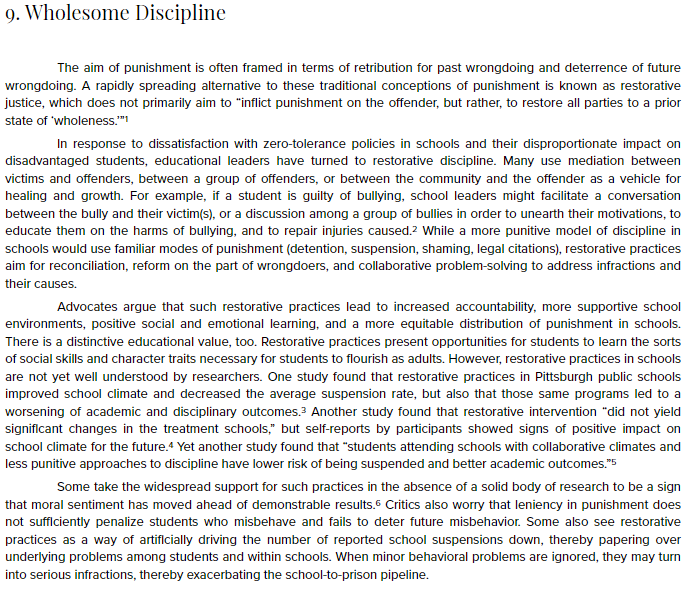 9. Wholesome Discipline
The aim of punishment is often framed in terms of retribution for past wrongdoing and deterrence of future
wrongdoing. A rapidly spreading alternative to these traditional conceptions of punishment is known as restorative
justice, which does not primarily aim to “inflict punishment on the offender, but rather, to restore all parties to a prior
state of ‘wholeness.’”¹
In response to dissatisfaction with zero-tolerance policies in schools and their disproportionate impact on
disadvantaged students, educational leaders have turned to restorative discipline. Many use mediation between
victims and offenders, between a group of offenders, or between the community and the offender as a vehicle for
healing and growth. For example, if a student is guilty of bullying, school leaders might facilitate a conversation
between the bully and their victim(s), or a discussion among a group of bullies in order to unearth their motivations, to
educate them on the harms of bullying, and to repair injuries caused.² While a more punitive model of discipline in
schools would use familiar modes of punishment (detention, suspension, shaming, legal citations), restorative practices
aim for reconciliation, reform on the part of wrongdoers, and collaborative problem-solving to address infractions and
their causes.
Advocates argue that such restorative practices lead to increased accountability, more supportive school
environments, positive social and emotional learning, and a more equitable distribution of punishment in schools.
There is a distinctive educational value, too. Restorative practices present opportunities for students to learn the sorts
of social skills and character traits necessary for students to flourish as adults. However, restorative practices in schools
are not yet well understood by researchers. One study found that restorative practices in Pittsburgh public schools
improved school climate and decreased the average suspension rate, but also that those same programs led to a
worsening of academic and disciplinary outcomes.³ Another study found that restorative intervention “did not yield
significant changes in the treatment schools,” but self-reports by participants showed signs of positive impact on
school climate for the future.⁴ Yet another study found that “students attending schools with collaborative climates and
less punitive approaches to discipline have lower risk of being suspended and better academic outcomes.”⁵
Some take the widespread support for such practices in the absence of a solid body of research to be a sign
that moral sentiment has moved ahead of demonstrable results.⁶ Critics also worry that leniency in punishment does
not sufficiently penalize students who misbehave and fails to deter future misbehavior. Some also see restorative
practices as a way of artificially driving the number of reported school suspensions down, thereby papering over
underlying problems among students and within schools. When minor behavioral problems are ignored, they may turn
into serious infractions, thereby exacerbating the school-to-prison pipeline.